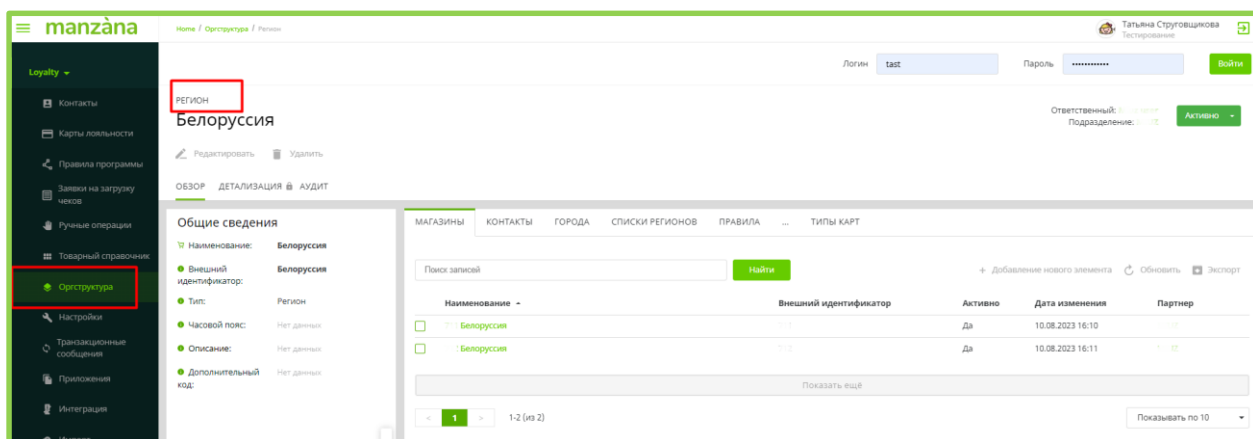 manzàna
Home / Оргструктура / Регион
Татьяна Струговщикова
Тестирование
Loyalty
Логин tast Пароль •••••••••••• Войти
Контакты
Карты лояльности
Правила программы
Заявки на загрузку
чеков
Ручные операции
Товарный справочник
Оргструктура
Настройки
Транзакционные
сообщения
Приложения
Интеграция
РЕГИОН
Белоруссия
Ответственный:
Подразделение:
Активно
Редактировать Удалить
ОБЗОР ДЕТАЛИЗАЦИЯ АУДИТ
Общие сведения
Наименование: Белоруссия
Внешний Белоруссия
идентификатор:
Тип: Регион
Часовой пояс: Нет данных
Описание: Нет данных
Дополнительный Нет данных
код:
МАГАЗИНЫ КОНТАКТЫ ГОРОДА СПИСКИ РЕГИОНОВ ПРАВИЛА ... ТИПЫ КАРТ
Поиск записей Найти + Добавление нового элемента Обновить Экспорт
Наименование Внешний идентификатор Активно Дата изменения Партнер
Белоруссия Да 10.08.2023 16:10
Белоруссия Да 10.08.2023 16:11
Показать ещё
< 1 > 1-2 (из 2) Показывать по 10